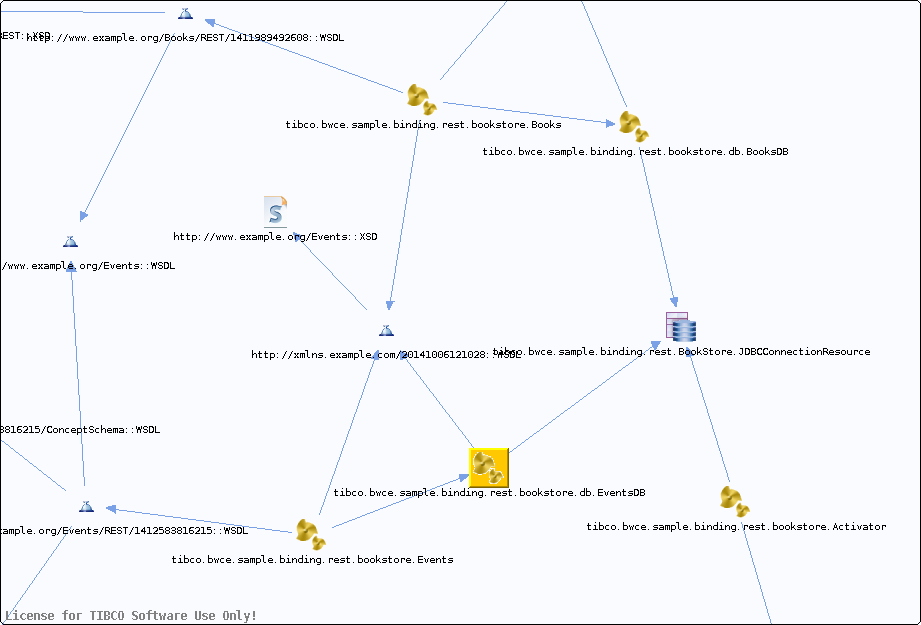 REST::XSD
http://www.example.org/Books/REST/1411989492608::WSDL
tibco.bwce.sample.binding.rest.bookstore.Books
tibco.bwce.sample.binding.rest.bookstore.db.BooksDB
http://www.example.org/Events::XSD
/www.example.org/Events::WSDL
http://xmlns.example.com/20141006121028::WSDL
tibco.bwce.sample.binding.rest.BookStore.JDBCConnectionResource
3816215/ConceptSchema::WSDL
tibco.bwce.sample.binding.rest.bookstore.db.EventsDB
xample.org/Events/REST/1412583816215::WSDL
tibco.bwce.sample.binding.rest.bookstore.Activator
tibco.bwce.sample.binding.rest.bookstore.Events
License for TIBCO Software Use Only!